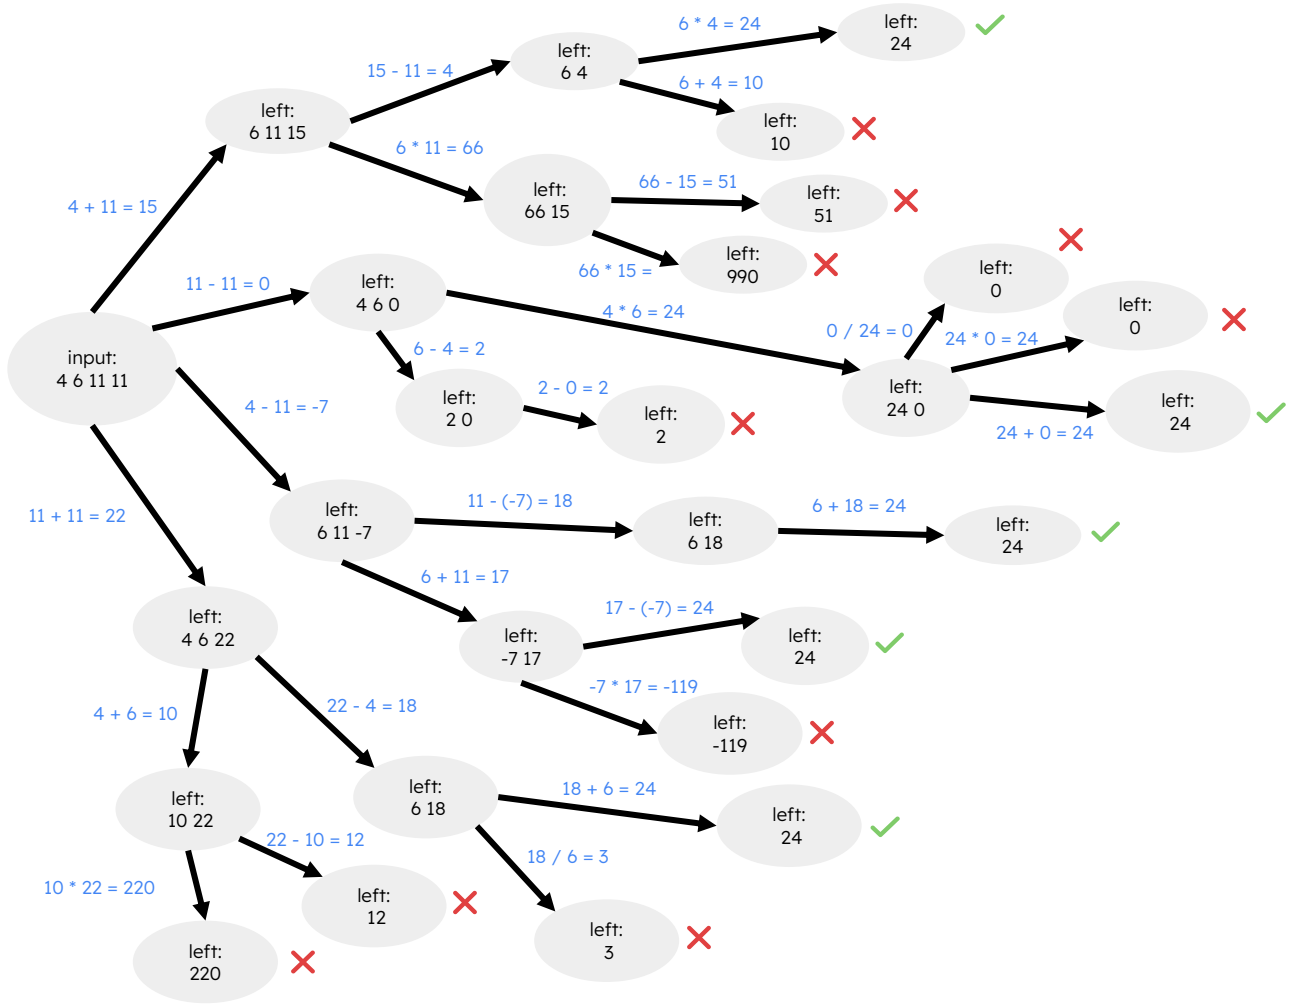 6 * 4 = 24
left:
24
left:
6 4
15 - 11 = 4
6 + 4 = 10
left:
6 11 15
left:
10
6 * 11 = 66
4 + 11 = 15
left:
66 15
66 - 15 = 51
left:
51
66 * 15 =
left:
990
11 - 11 = 0
left:
4 6 0
4 * 6 = 24
left:
0
0 / 24 = 0
24 * 0 = 24
left:
0
input:
4 6 11 11
6 - 4 = 2
left:
2 0
2 - 0 = 2
left:
2
left:
24 0
24 + 0 = 24
left:
24
4 - 11 = -7
left:
6 11 -7
11 - (-7) = 18
left:
6 18
6 + 18 = 24
left:
24
11 + 11 = 22
6 + 11 = 17
left:
-7 17
17 - (-7) = 24
left:
24
-7 * 17 = -119
left:
-119
left:
4 6 22
4 + 6 = 10
22 - 4 = 18
left:
10 22
left:
6 18
18 + 6 = 24
left:
24
22 - 10 = 12
18 / 6 = 3
10 * 22 = 220
left:
12
left:
3
left:
220